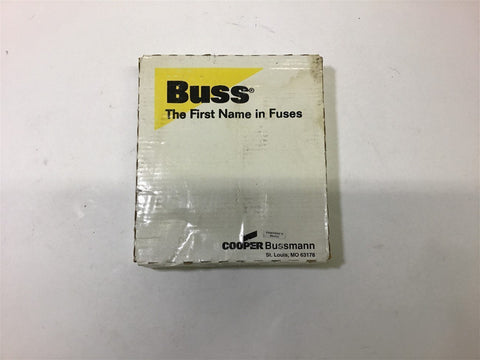 Buss®
The First Name in Fuses
COOPER Bussmann
St. Louis, MO 63178